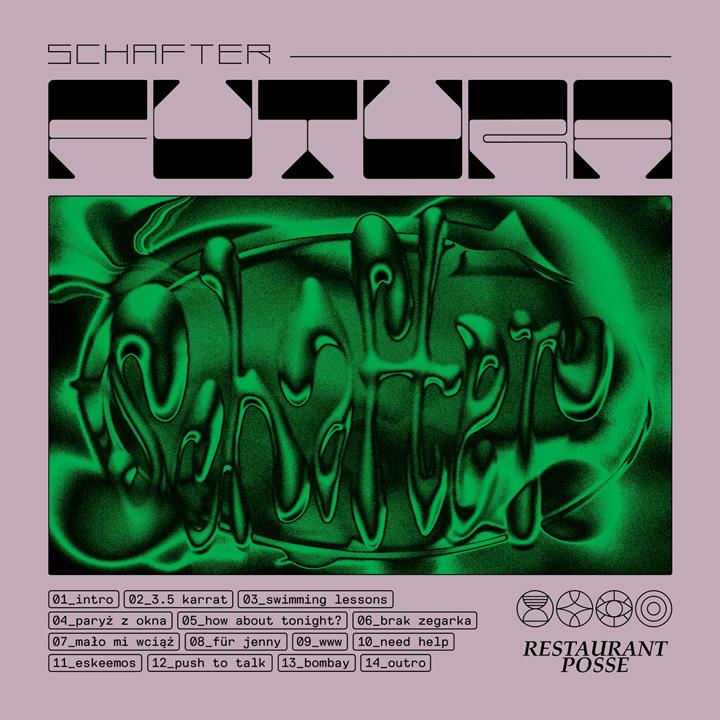 SCHAFTER
FUTURA
schafter
01_intro 02_3.5 karrat 03_swimming lessons
04_paryż z okna 05_how about tonight? 06_brak zegarka
07_mało mi wciąż 08_für jenny 09_www 10_need help
11_eskeemos 12_push to talk 13_bombay 14_outro
RESTAURANT
POSSE